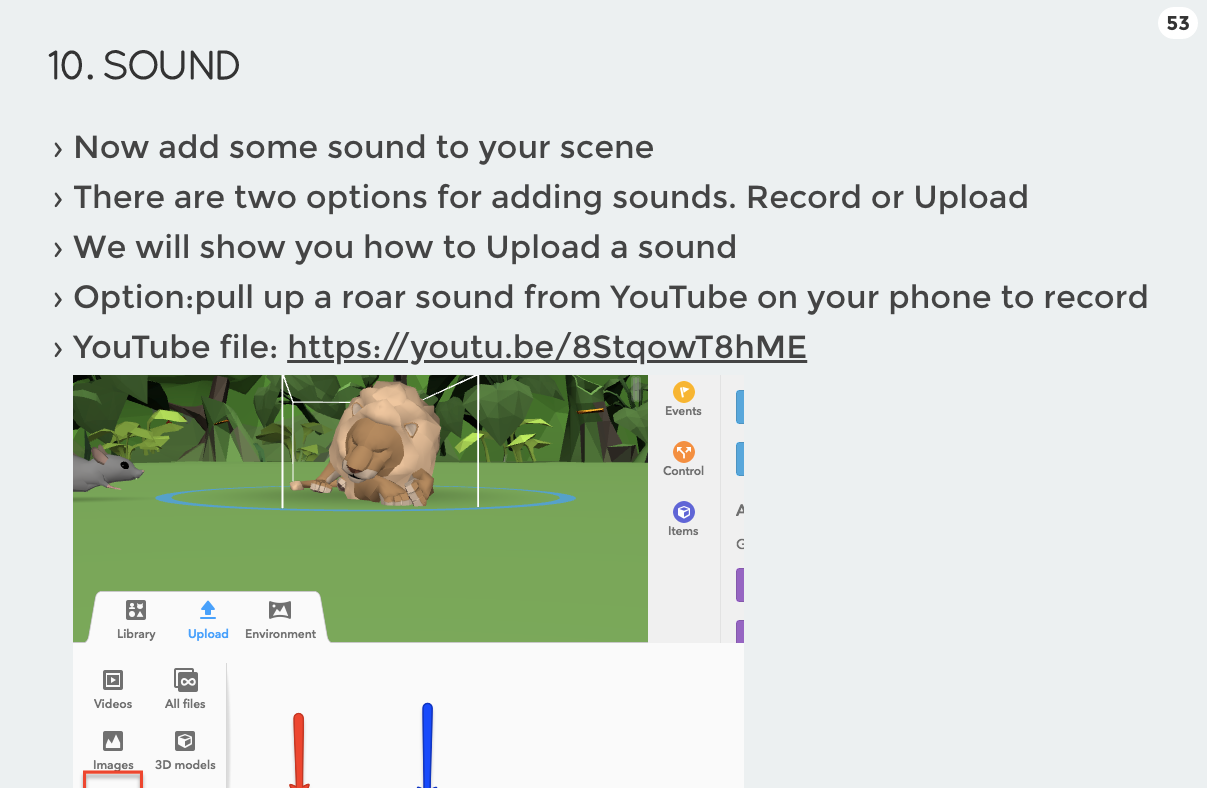 53
10. SOUND
› Now add some sound to your scene
› There are two options for adding sounds. Record or Upload
› We will show you how to Upload a sound
› Option:pull up a roar sound from YouTube on your phone to record
› YouTube file: https://youtu.be/8StqowT8hME
Events
Control
Items
A
G
Library Upload Environment
Videos All files
Images 3D models